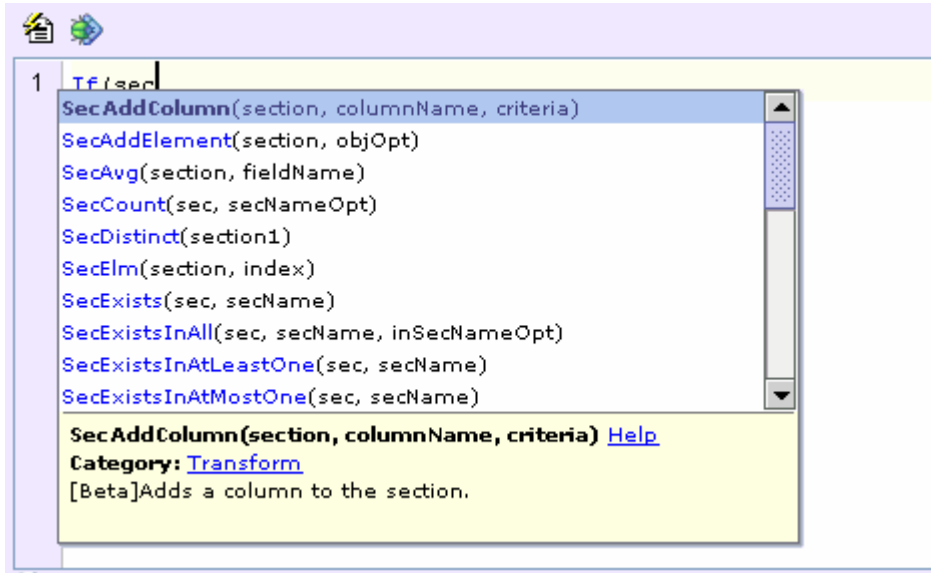 1 If(sec
SecAddColumn(section, columnName, criteria)
SecAddElement(section, objOpt)
SecAvg(section, fieldName)
SecCount(sec, secNameOpt)
SecDistinct(section1)
SecElm(section, index)
SecExists(sec, secName)
SecExistsInAll(sec, secName, inSecNameOpt)
SecExistsInAtLeastOne(sec, secName)
SecExistsInAtMostOne(sec, secName)
SecAddColumn(section, columnName, criteria) Help
Category: Transform
[Beta]Adds a column to the section.